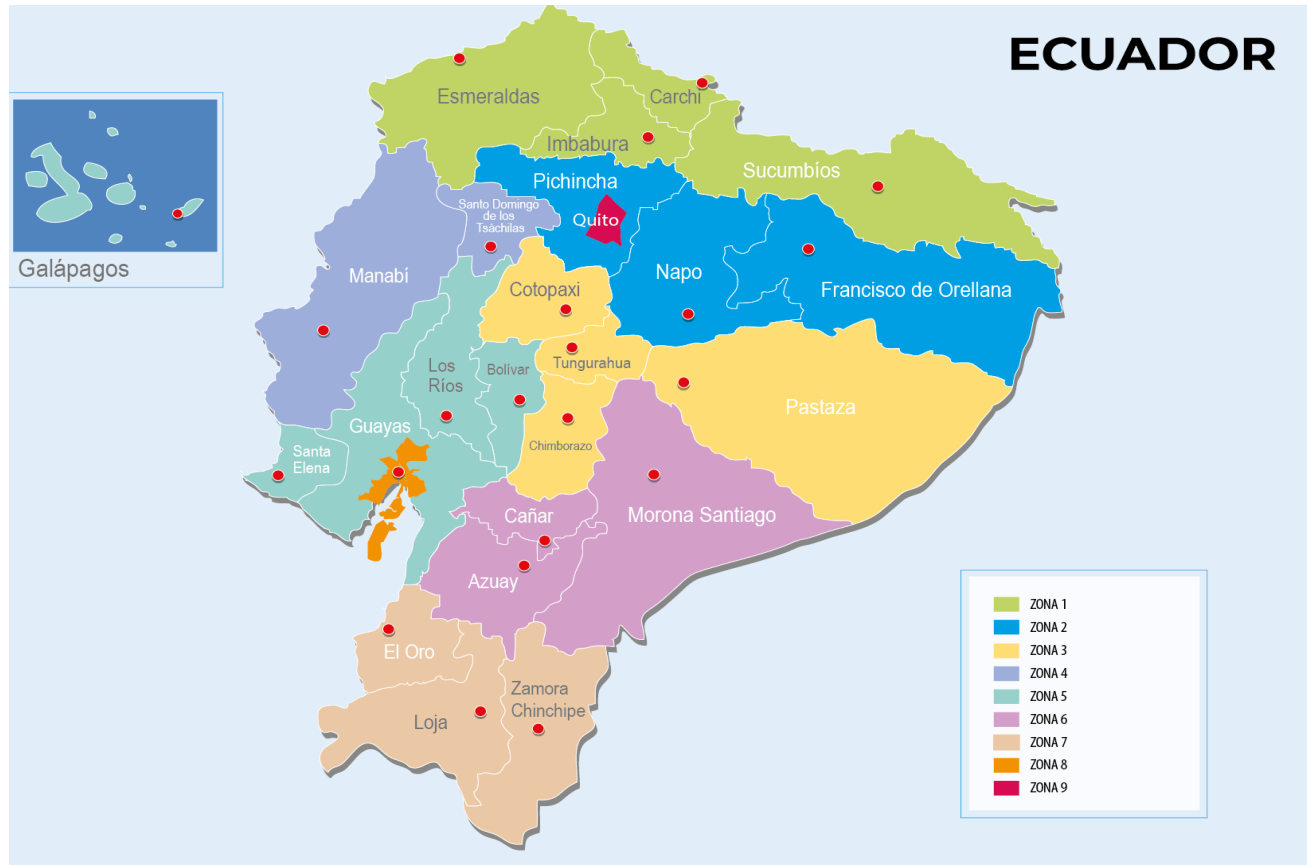 ECUADOR
Esmeraldas
Carchi
Imbabura
Sucumbíos
Pichincha
Santo Domingo
de los
Tsáchilas
Quito
Galápagos
Manabí
Napo
Cotopaxi
Francisco de Orellana
Los
Ríos
Bolívar
Tungurahua
Pastaza
Guayas
Chimborazo
Santa
Elena
Cañar
Morona Santiago
Azuay
El Oro
Zamora
Chinchipe
Loja
ZONA 1
ZONA 2
ZONA 3
ZONA 4
ZONA 5
ZONA 6
ZONA 7
ZONA 8
ZONA 9